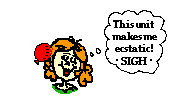 This unit
makes me
ecstatic!
· SIGH ·